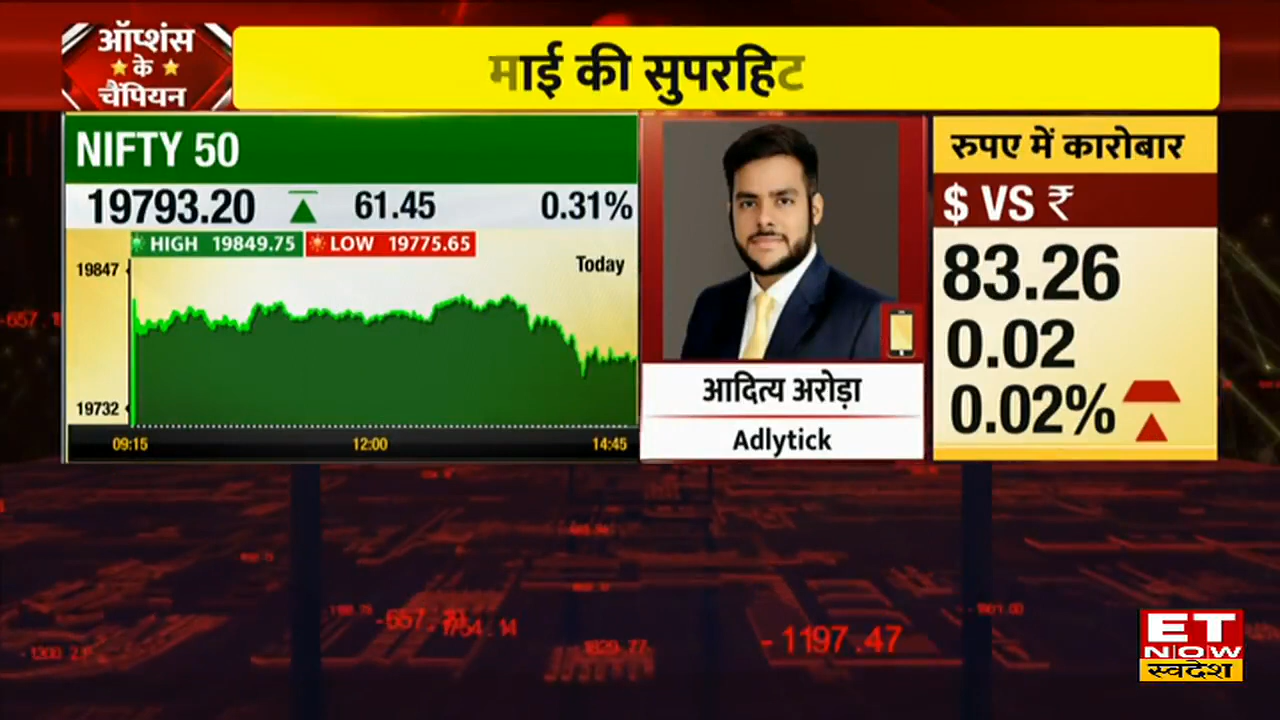 ऑप्शंस
के
चैंपियन
माई की सुपरहिट
NIFTY 50
19793.20 61.45 0.31%
HIGH 19849.75 LOW 19775.65
Today
19847
19732
09:15 12:00 14:45
आदित्य अरोड़ा
Adlytick
रुपए में कारोबार
$ VS ₹
83.26
0.02
0.02%
-1197.47
ET
NOW
स्वदेश